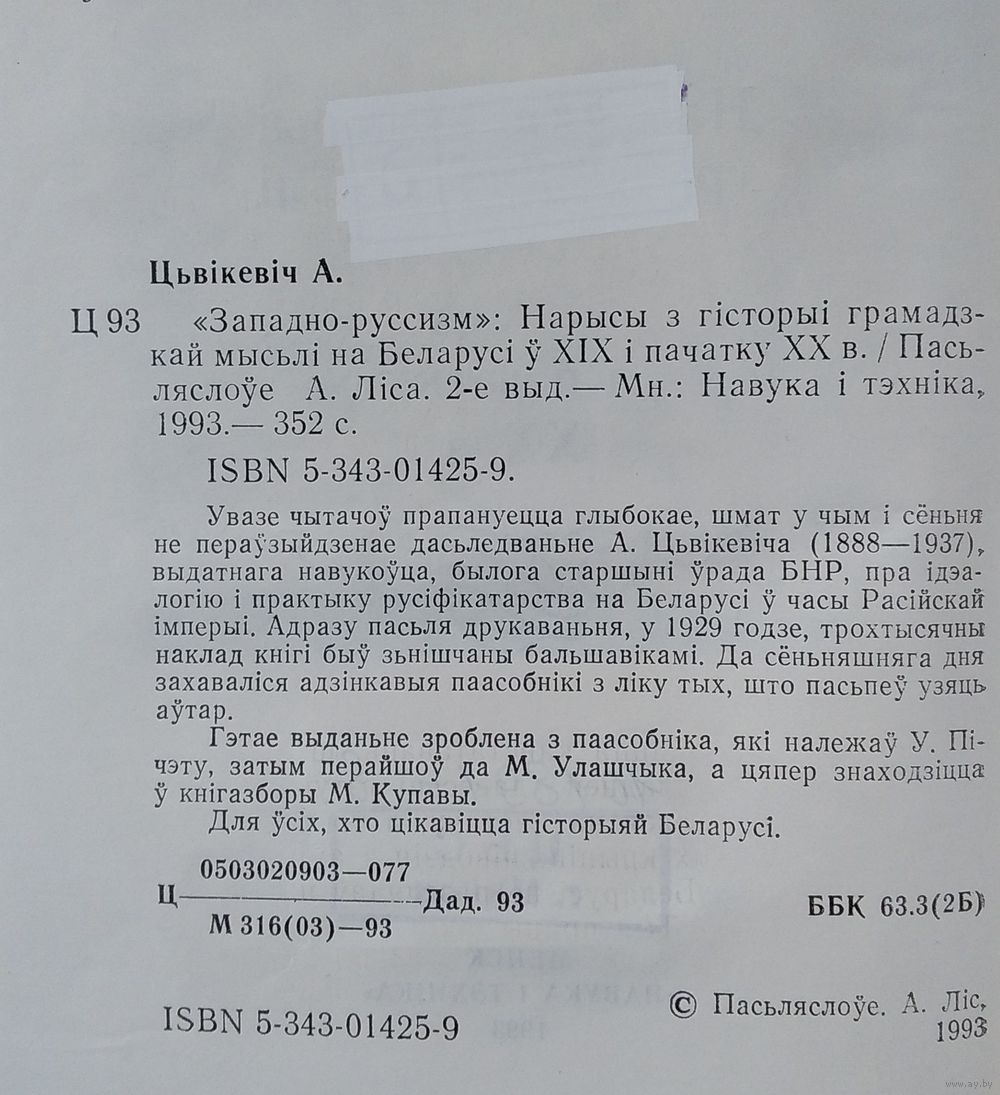 Цьвікевіч А.
Ц 93 «Западно-руссизм»: Нарысы з гісторыі грамадз-
кай мысьлі на Беларусі ў XIX і пачатку XX в. / Пась-
ляслоўе А. Ліса. 2-е выд.— Мн.: Навука і тэхніка,
1993.— 352 с.
ISBN 5-343-01425-9.
Увазе чытачоў прапануецца глыбокае, шмат у чым і сёньня
не пераўзыйдзенае дасьледваньне А. Цьвікевіча (1888—1937),
выдатнага навукоўца, былога старшыні ўрада БНР, пра ідэа-
логію і практыку русіфікатарства на Беларусі ў часы Расійскай
імперыі. Адразу пасьля друкаваньня, у 1929 годзе, трохтысячны
наклад кнігі быў зьнішчаны бальшавікамі. Да сёньняшняга дня
захаваліся адзінкавыя паасобнікі з ліку тых, што пасьпеў узяць
аўтар.
Гэтае выданьне зроблена з паасобніка, які належаў У. Пі-
чэту, затым перайшоў да М. Улашчыка, а цяпер знаходзіцца
ў кнігазборы М. Купавы.
Для ўсіх, хто цікавіцца гісторыяй Беларусі.
0503020903—077
Ц Дад. 93 ББК 63.3(2Б)
М 316(03)—93
ISBN 5-343-01425-9
© Пасьляслоўе. А. Ліс,
1993
www.ay.by